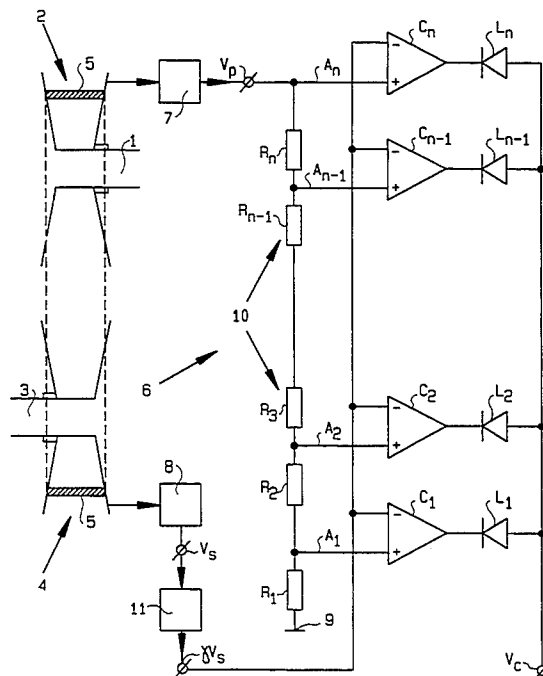 2
5
1
7
Vp
An
Cn
Ln
-
+
Rn
An-1
Cn-1
Ln-1
-
+
Rn-1
10
6
3
R3
A2
C2
L2
-
+
R2
8
4
5
Vs
A1
C1
L1
-
+
R1
9
11
γVs
Vc